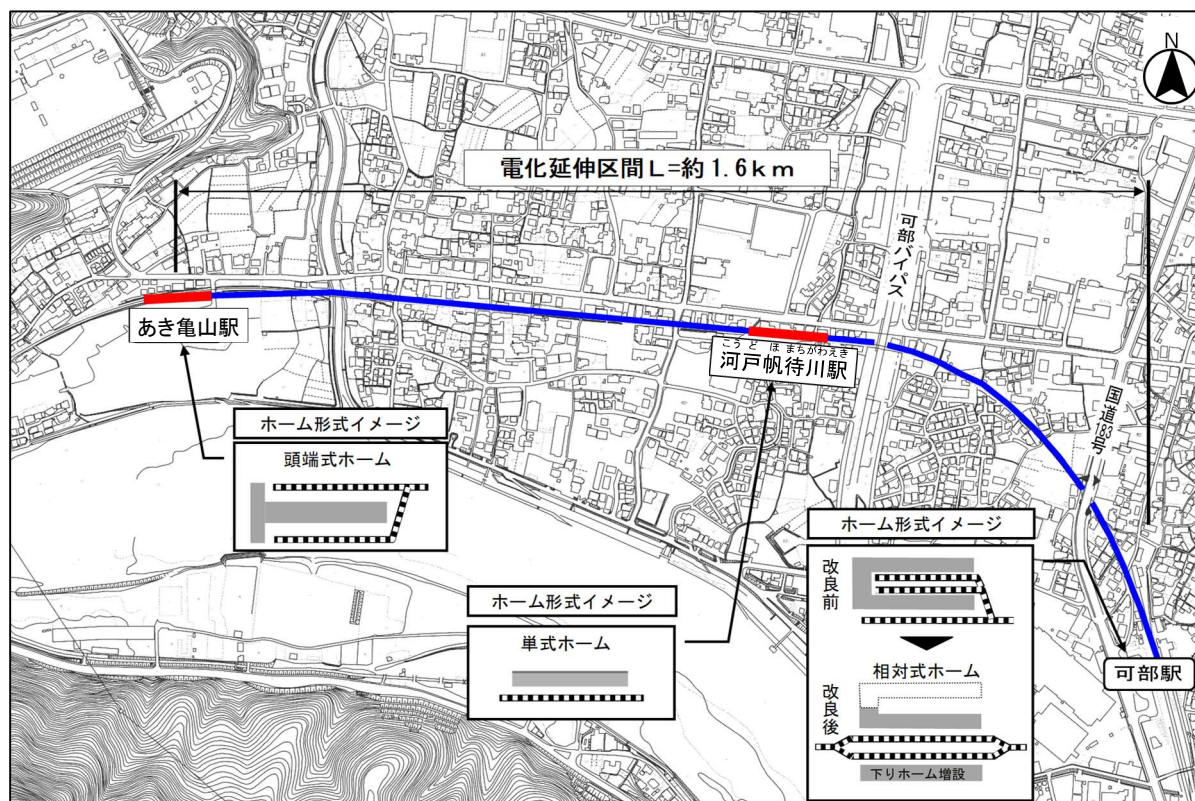 N
電化延伸区間L=約1.6km
可部バイパス
あき亀山駅
こうどほまちがわえき
河戸帆待川駅
国道183号
ホーム形式イメージ
頭端式ホーム
ホーム形式イメージ
単式ホーム
ホーム形式イメージ
改良前
相対式ホーム
改良後
下りホーム増設
可部駅